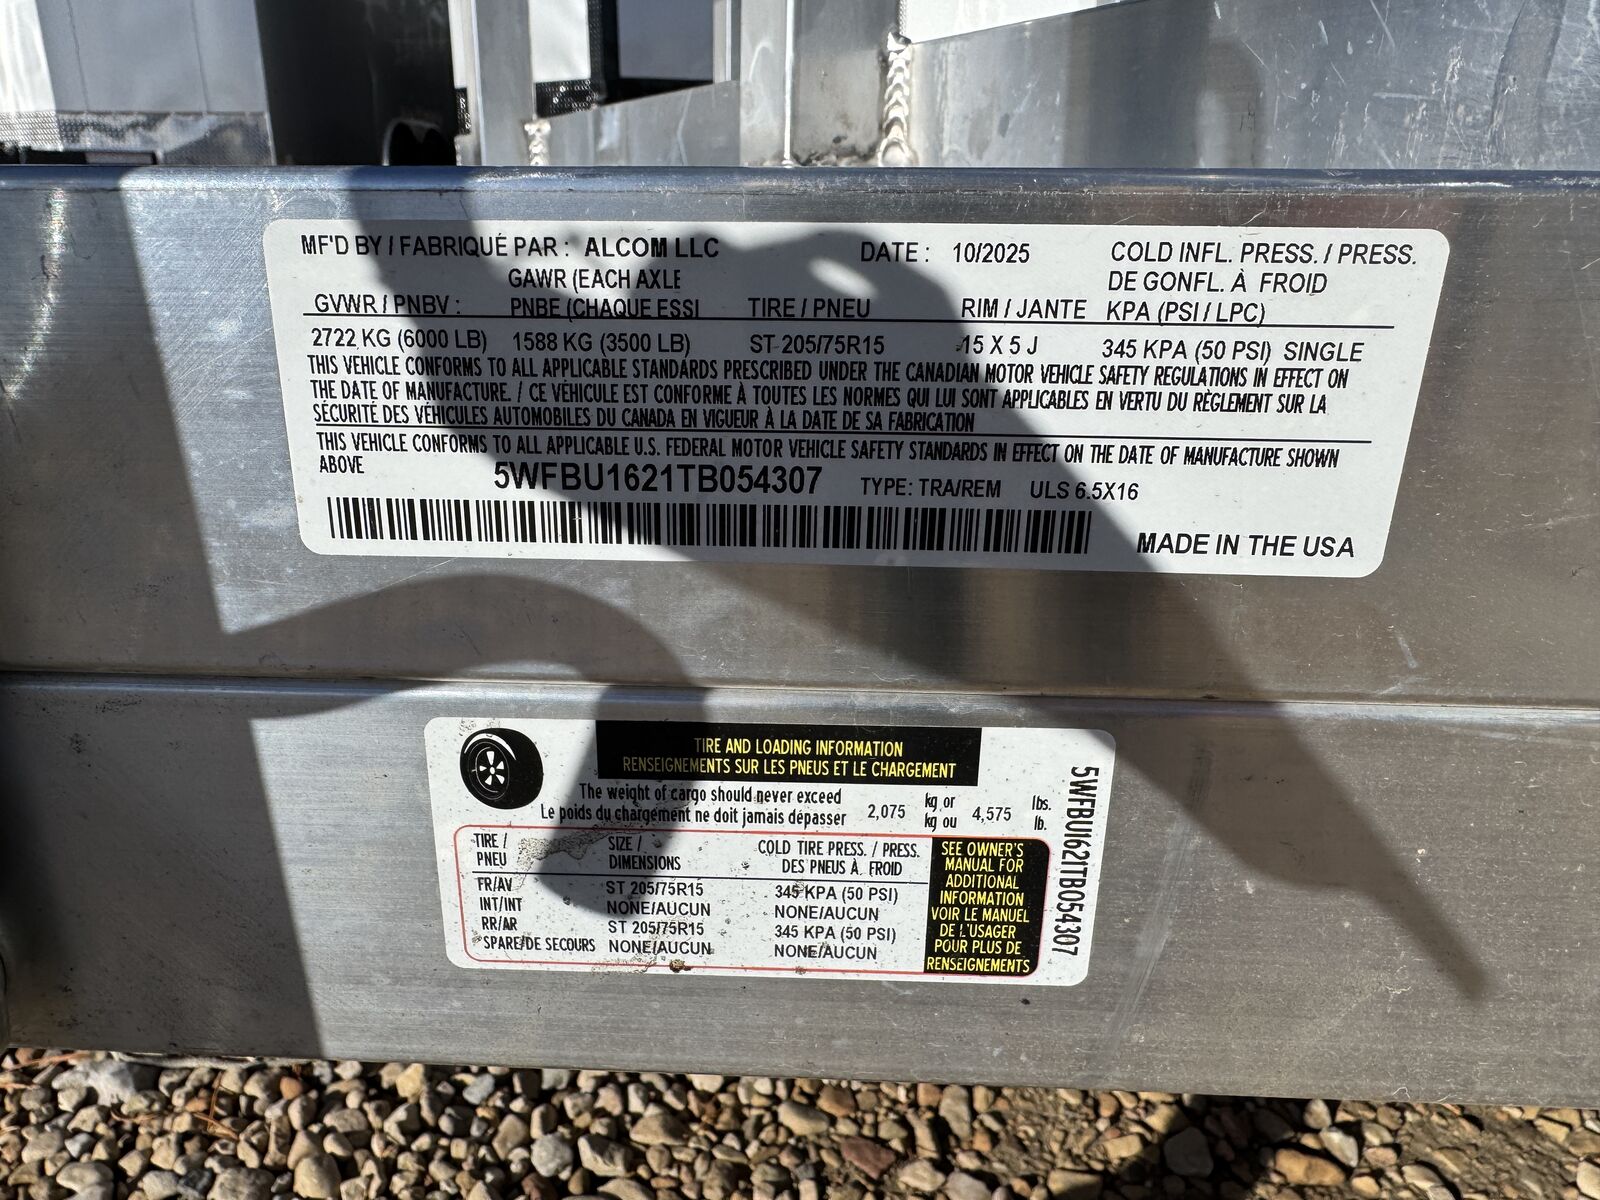 MF'D BY / FABRIQUÉ PAR : ALCOM LLC DATE : 10/2025 COLD INFL. PRESS. / PRESS.
GAWR (EACH AXLE DE GONFL. À FROID
GVWR / PNBV : PNBE (CHAQUE ESSI TIRE / PNEU RIM / JANTE KPA (PSI / LPC)
2722 KG (6000 LB) 1588 KG (3500 LB) ST 205/75R15 15 X 5 J 345 KPA (50 PSI) SINGLE
THIS VEHICLE CONFORMS TO ALL APPLICABLE STANDARDS PRESCRIBED UNDER THE CANADIAN MOTOR VEHICLE SAFETY REGULATIONS IN EFFECT ON
THE DATE OF MANUFACTURE. / CE VÉHICULE EST CONFORME À TOUTES LES NORMES QUI LUI SONT APPLICABLES EN VERTU DU RÈGLEMENT SUR LA
SÉCURITÉ DES VÉHICULES AUTOMOBILES DU CANADA EN VIGUEUR À LA DATE DE SA FABRICATION
THIS VEHICLE CONFORMS TO ALL APPLICABLE U.S. FEDERAL MOTOR VEHICLE SAFETY STANDARDS IN EFFECT ON THE DATE OF MANUFACTURE SHOWN
ABOVE
5WFBU1621TB054307 TYPE: TRA/REM ULS 6.5X16
MADE IN THE USA
TIRE AND LOADING INFORMATION
RENSEIGNEMENTS SUR LES PNEUS ET LE CHARGEMENT
The weight of cargo should never exceed kg or lbs.
Le poids du chargement ne doit jamais dépasser 2,075 kg ou 4,575 lb.
TIRE / SIZE / COLD TIRE PRESS. / PRESS.
PNEU DIMENSIONS DES PNEUS À FROID
FR/AV ST 205/75R15 345 KPA (50 PSI)
INT/INT NONE/AUCUN NONE/AUCUN
RR/AR ST 205/75R15 345 KPA (50 PSI)
SPARE/DE SECOURS NONE/AUCUN NONE/AUCUN
SEE OWNER'S
MANUAL FOR
ADDITIONAL
INFORMATION
VOIR LE MANUEL
DE L'USAGER
POUR PLUS DE
RENSEIGNEMENTS
5WFBU1621TB054307